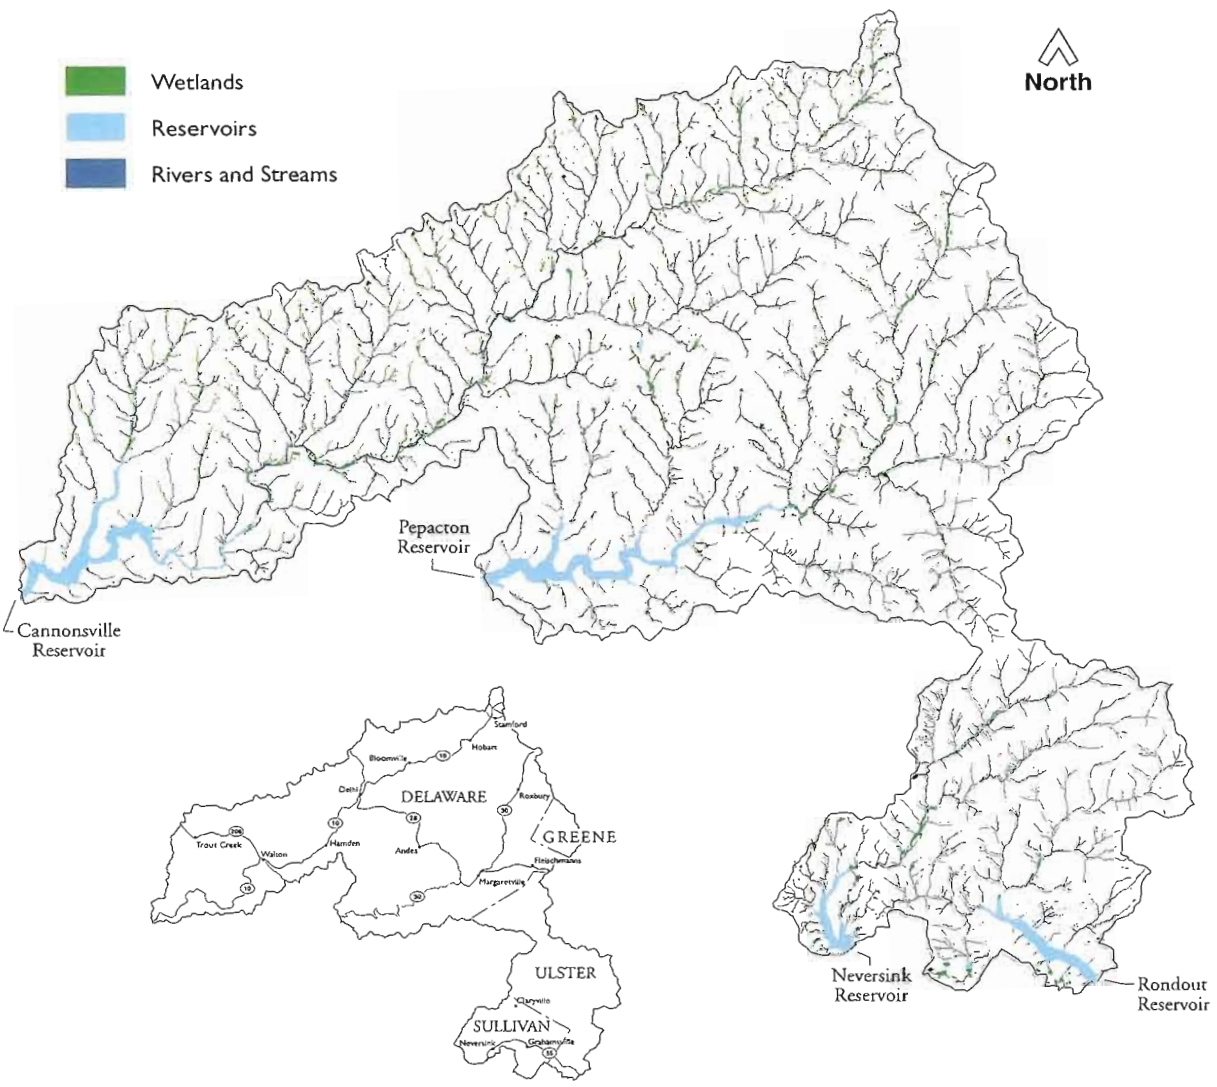 Wetlands
Reservoirs
Rivers and Streams
North
Pepacton
Reservoir
Cannonsville
Reservoir
Neversink
Reservoir
Rondout
Reservoir
Stamford
Hobart
Bloomville
10
Delhi
DELAWARE
Roxbury
30
28
10
GREENE
206
Trout Creek
Hamden
Andes
Walton
Fleischmanns
Margaretville
10
30
ULSTER
Claryville
SULLIVAN
Neversink
Grahamsville
55